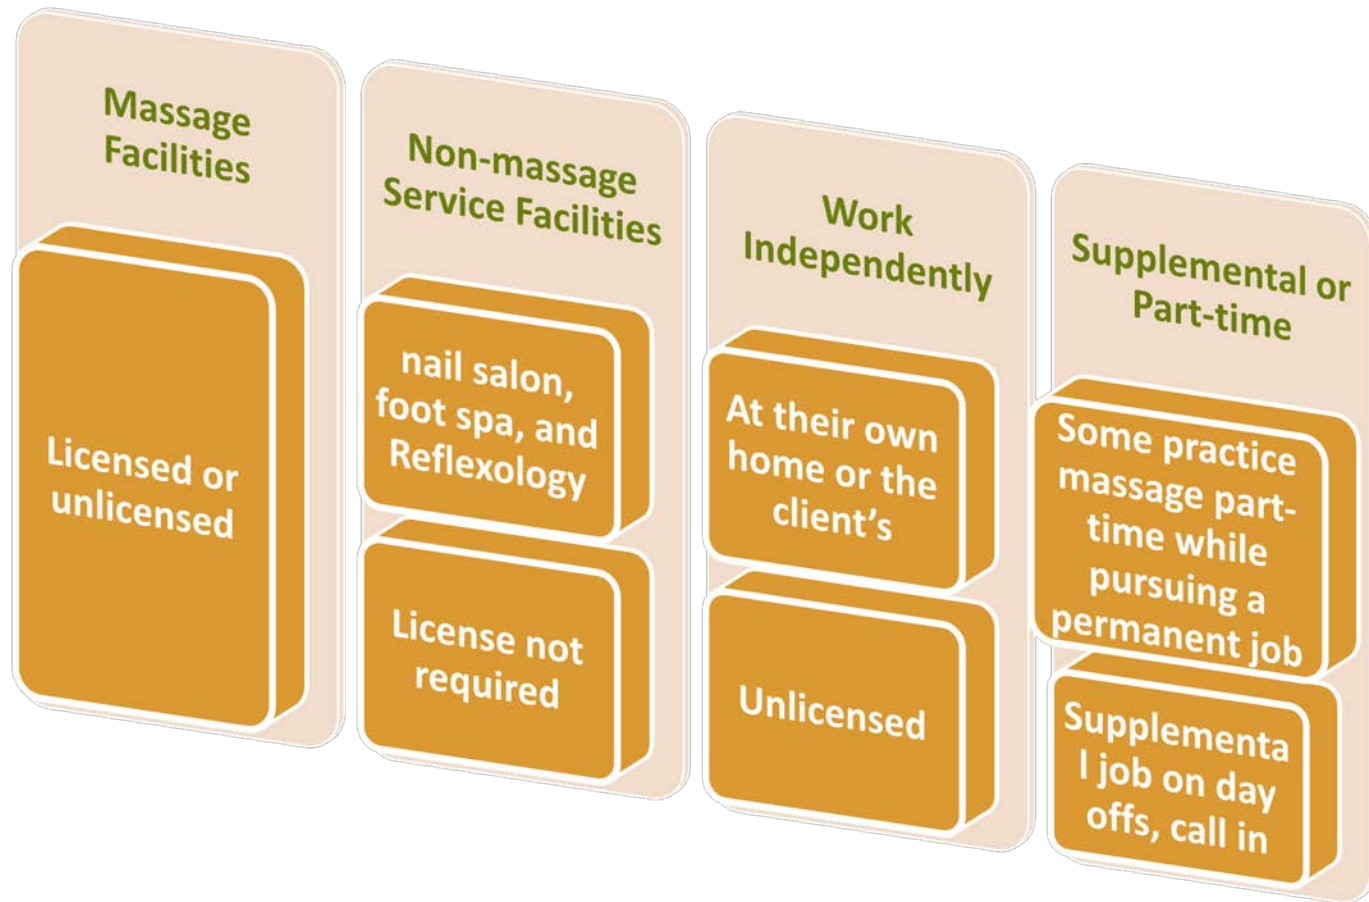 Massage
Facilities
Licensed or
unlicensed
Non-massage
Service Facilities
nail salon,
foot spa, and
Reflexology
License not
required
Work
Independently
At their own
home or the
client’s
Unlicensed
Supplemental or
Part-time
Some practice
massage part-
time while
pursuing a
permanent job
Supplementa
l job on day
offs, call in